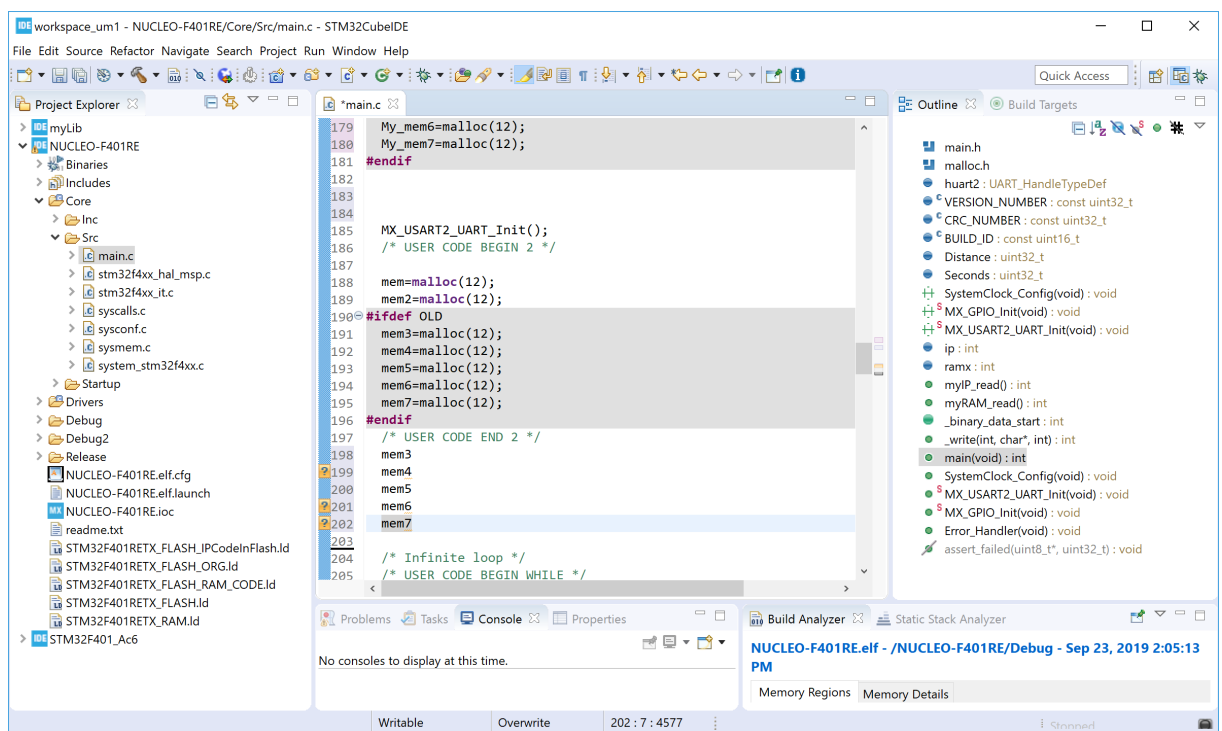 IDE workspace_um1 - NUCLEO-F401RE/Core/Src/main.c - STM32CubeIDE
File Edit Source Refactor Navigate Search Project Run Window Help
Quick Access
Project Explorer
myLib
NUCLEO-F401RE
Binaries
Includes
Core
Inc
Src
main.c
stm32f4xx_hal_msp.c
stm32f4xx_it.c
syscalls.c
sysconf.c
sysmem.c
system_stm32f4xx.c
Startup
Drivers
Debug
Debug2
Release
NUCLEO-F401RE.elf.cfg
NUCLEO-F401RE.elf.launch
NUCLEO-F401RE.ioc
readme.txt
STM32F401RETX_FLASH_IPCodeInFlash.ld
STM32F401RETX_FLASH_ORG.ld
STM32F401RETX_FLASH_RAM_CODE.ld
STM32F401RETX_FLASH.ld
STM32F401RETX_RAM.ld
STM32F401_Ac6
*main.c
179 My_mem6=malloc(12);
180 My_mem7=malloc(12);
181 #endif
182
183
184
185 MX_USART2_UART_Init();
186 /* USER CODE BEGIN 2 */
187
188 mem=malloc(12);
189 mem2=malloc(12);
190 #ifdef OLD
191 mem3=malloc(12);
192 mem4=malloc(12);
193 mem5=malloc(12);
194 mem6=malloc(12);
195 mem7=malloc(12);
196 #endif
197 /* USER CODE END 2 */
198 mem3
199 mem4
200 mem5
201 mem6
202 mem7
203
204 /* Infinite loop */
205 /* USER CODE BEGIN WHILE */
Outline Build Targets
main.h
malloc.h
huart2 : UART_HandleTypeDef
VERSION_NUMBER : const uint32_t
CRC_NUMBER : const uint32_t
BUILD_ID : const uint16_t
Distance : uint32_t
Seconds : uint32_t
SystemClock_Config(void) : void
MX_GPIO_Init(void) : void
MX_USART2_UART_Init(void) : void
ip : int
ramx : int
myIP_read() : int
myRAM_read() : int
_binary_data_start : int
_write(int, char*, int) : int
main(void) : int
SystemClock_Config(void) : void
MX_USART2_UART_Init(void) : void
MX_GPIO_Init(void) : void
Error_Handler(void) : void
assert_failed(uint8_t*, uint32_t) : void
Problems Tasks Console Properties
No consoles to display at this time.
Build Analyzer Static Stack Analyzer
NUCLEO-F401RE.elf - /NUCLEO-F401RE/Debug - Sep 23, 2019 2:05:13
PM
Memory Regions Memory Details
Writable Overwrite 202 : 7 : 4577 Stopped